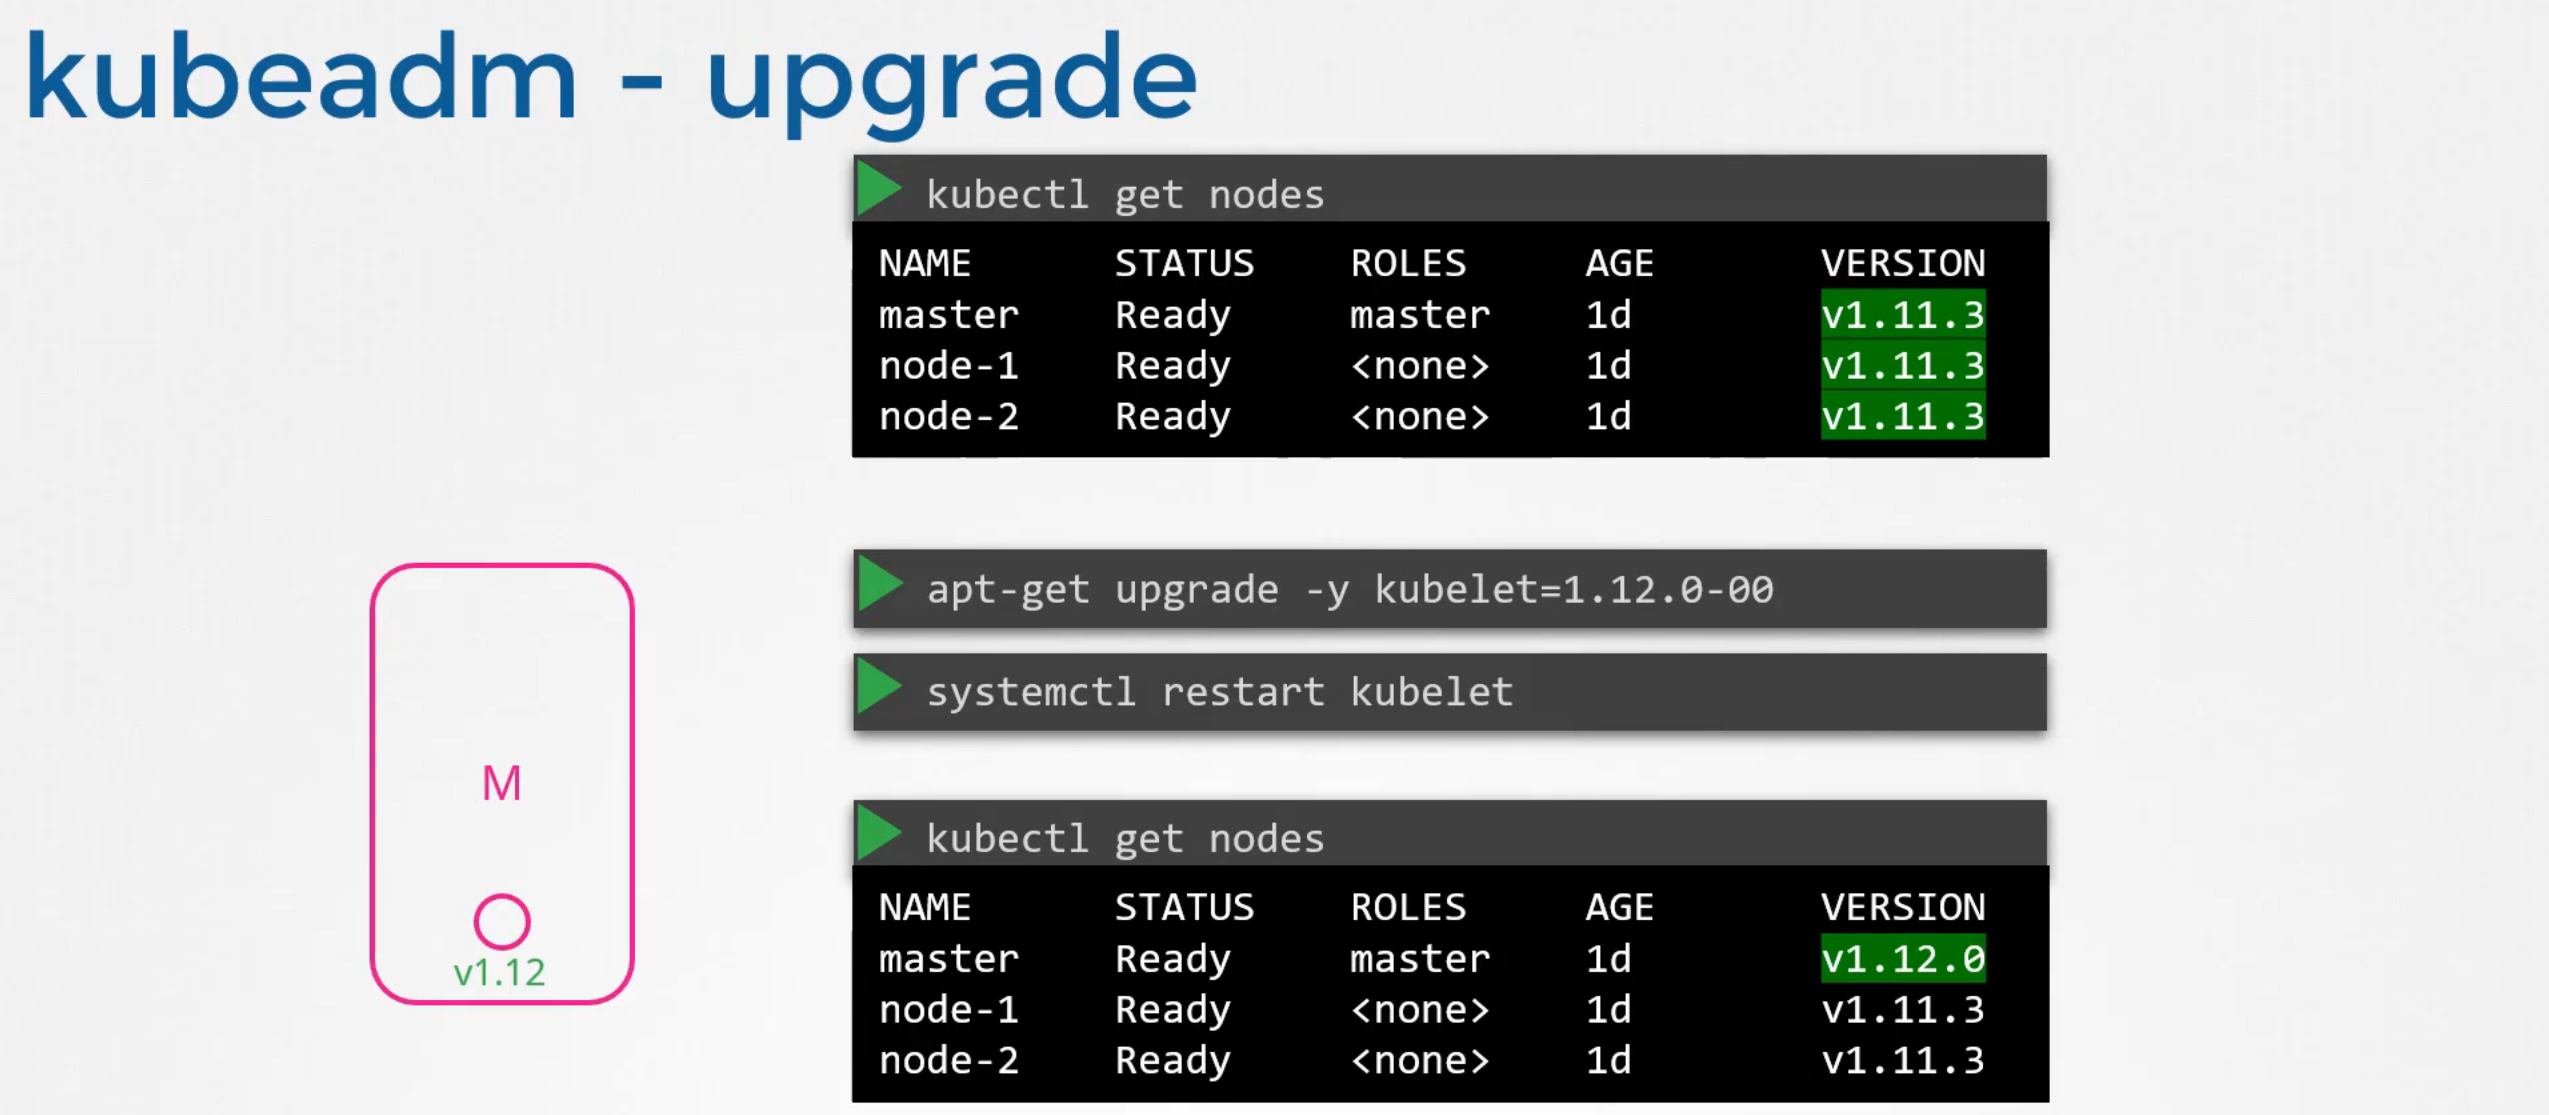 kubeadm - upgrade
kubectl get nodes
NAME STATUS ROLES AGE VERSION
master Ready master 1d v1.11.3
node-1 Ready <none> 1d v1.11.3
node-2 Ready <none> 1d v1.11.3
apt-get upgrade -y kubelet=1.12.0-00
systemctl restart kubelet
M
v1.12
kubectl get nodes
NAME STATUS ROLES AGE VERSION
master Ready master 1d v1.12.0
node-1 Ready <none> 1d v1.11.3
node-2 Ready <none> 1d v1.11.3